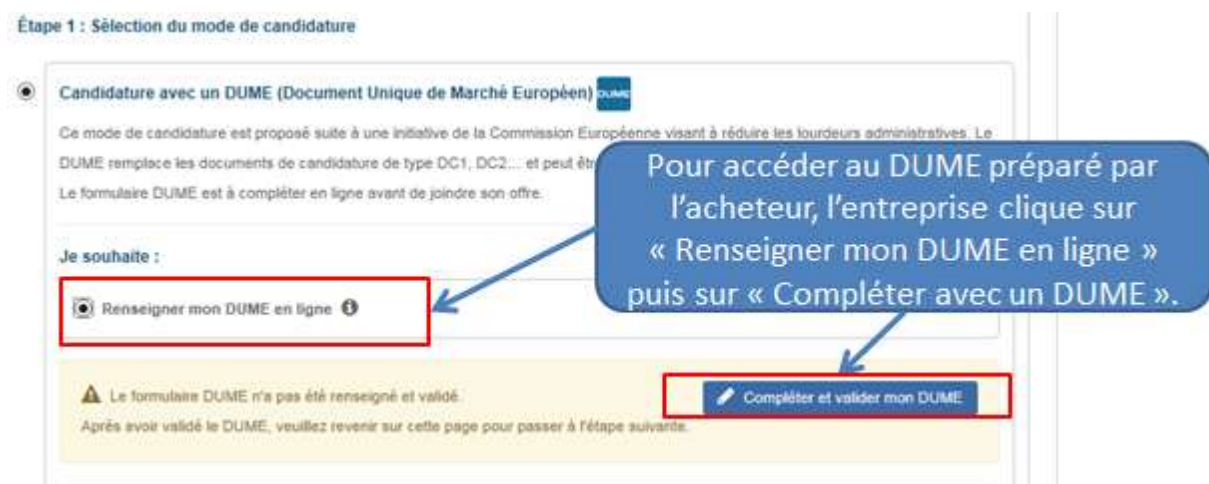 Étape 1 : Sélection du mode de candidature
Candidature avec un DUME (Document Unique de Marché Européen) DUME
Ce mode de candidature est proposé suite à une initiative de la Commission Européenne visant à réduire les lourdeurs administratives. Le
DUME remplace les documents de candidature de type DC1, DC2... et peut êtr
Le formulaire DUME est à compléter en ligne avant de joindre son offre.
Pour accéder au DUME préparé par
l'acheteur, l'entreprise clique sur
« Renseigner mon DUME en ligne »
puis sur « Compléter avec un DUME ».
Je souhaite :
Renseigner mon DUME en ligne
Le formulaire DUME n'a pas été renseigné et validé.
Compléter et valider mon DUME
Après avoir validé le DUME, veuillez revenir sur cette page pour passer à l'étape suivante.